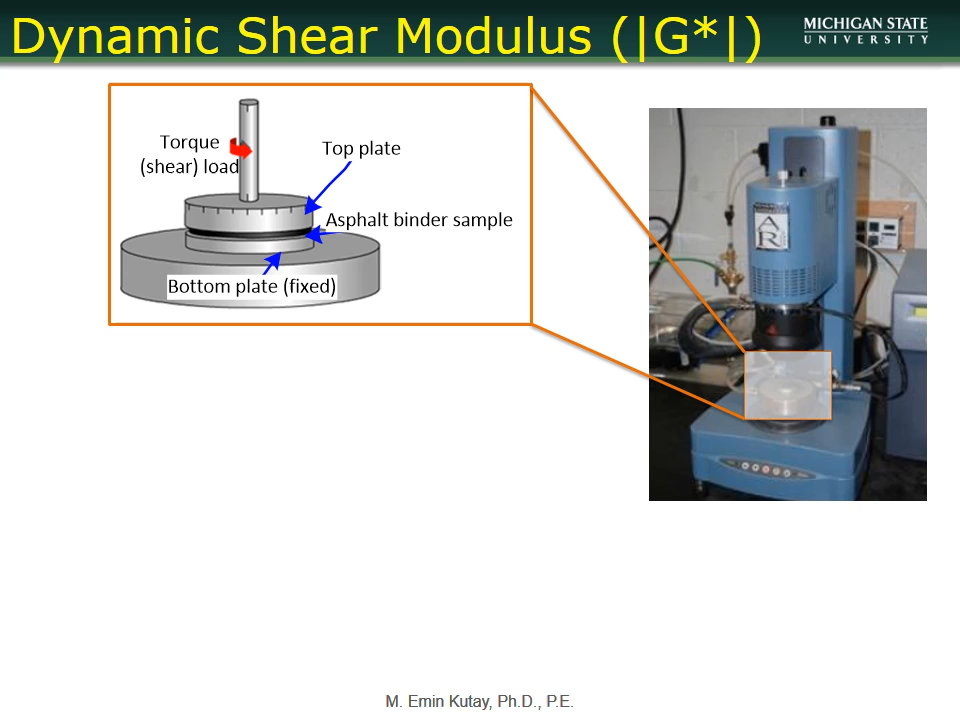 Dynamic Shear Modulus (|G*|)
MICHIGAN STATE
UNIVERSITY
Torque
(shear) load
Top plate
Asphalt binder sample
Bottom plate (fixed)
AR
M. Emin Kutay, Ph.D., P.E.